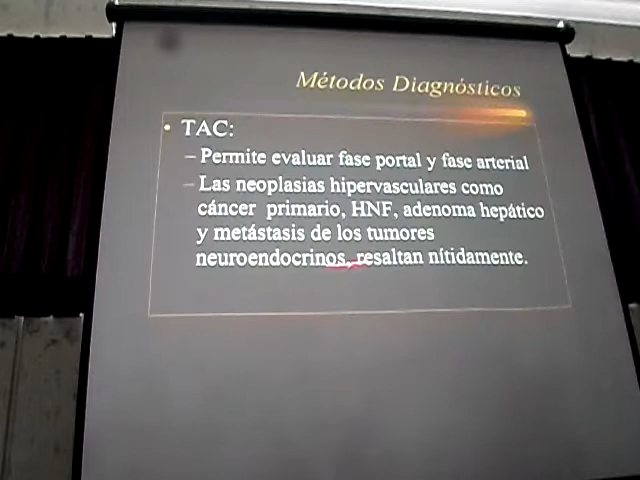 Métodos Diagnósticos
• TAC:
– Permite evaluar fase portal y fase arterial
– Las neoplasias hipervasculares como
cáncer primario, HNF, adenoma hepático
y metástasis de los tumores
neuroendocrinos, resaltan nítidamente.